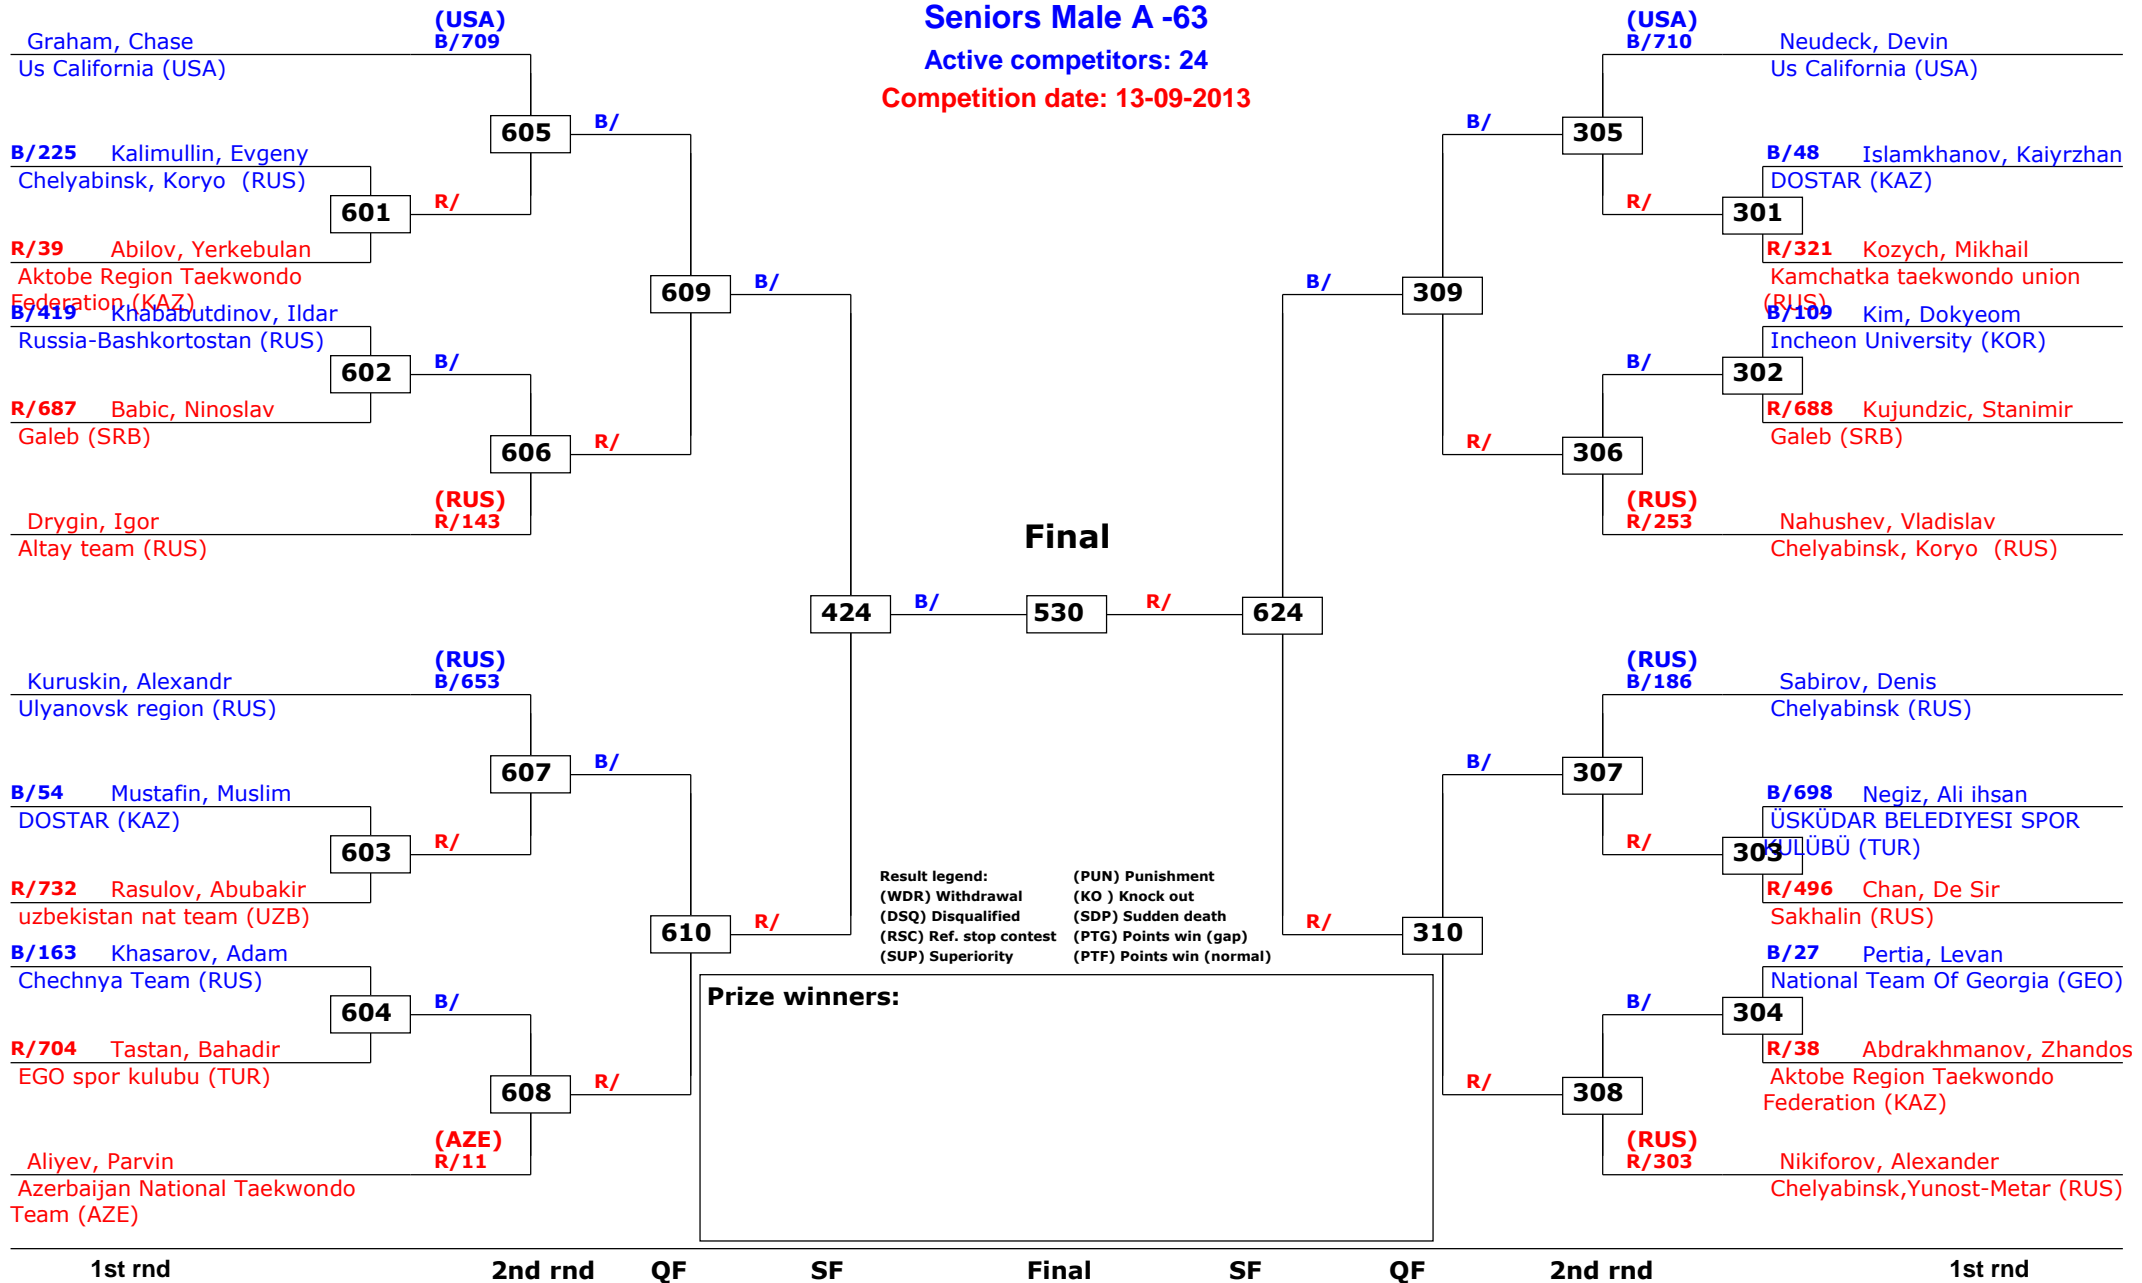 Seniors Male A -63
Active competitors: 24
Competition date: 13-09-2013
(USA)
Graham, Chase B/709
Us California (USA)
605 B/
B/225 Kalimullin, Evgeny
Chelyabinsk, Koryo (RUS)
601 R/
R/39 Abilov, Yerkebulan
Aktobe Region Taekwondo
Federation (KAZ)
609 B/
B/419 Khababutdinov, Ildar
Russia-Bashkortostan (RUS)
602 B/
R/687 Babic, Ninoslav
Galeb (SRB)
606 R/
(RUS)
Drygin, Igor R/143
Altay team (RUS)
424 B/
(RUS)
Kuruskin, Alexandr B/653
Ulyanovsk region (RUS)
607 B/
B/54 Mustafin, Muslim
DOSTAR (KAZ)
603 R/
R/732 Rasulov, Abubakir
uzbekistan nat team (UZB)
610 R/
B/163 Khasarov, Adam
Chechnya Team (RUS)
604 B/
R/704 Tastan, Bahadir
EGO spor kulubu (TUR)
608 R/
(AZE)
Aliyev, Parvin R/11
Azerbaijan National Taekwondo
Team (AZE)
Final
530 R/
624
(USA)
B/710 Neudeck, Devin
Us California (USA)
B/ 305
B/48 Islamkhanov, Kaiyrzhan
DOSTAR (KAZ)
R/ 301
R/321 Kozych, Mikhail
Kamchatka taekwondo union
(RUS)
B/ 309
B/109 Kim, Dokyeom
Incheon University (KOR)
B/ 302
R/688 Kujundzic, Stanimir
Galeb (SRB)
R/ 306
(RUS)
R/253 Nahushev, Vladislav
Chelyabinsk, Koryo (RUS)
(RUS)
B/186 Sabirov, Denis
Chelyabinsk (RUS)
B/ 307
B/698 Negiz, Ali ihsan
ÜSKÜDAR BELEDIYESI SPOR
KULÜBÜ (TUR)
R/ 303
R/496 Chan, De Sir
Sakhalin (RUS)
R/ 310
B/27 Pertia, Levan
National Team Of Georgia (GEO)
B/ 304
R/38 Abdrakhmanov, Zhandos
Aktobe Region Taekwondo
Federation (KAZ)
R/ 308
(RUS)
R/303 Nikiforov, Alexander
Chelyabinsk,Yunost-Metar (RUS)
Result legend: (PUN) Punishment
(WDR) Withdrawal (KO ) Knock out
(DSQ) Disqualified (SDP) Sudden death
(RSC) Ref. stop contest (PTG) Points win (gap)
(SUP) Superiority (PTF) Points win (normal)
Prize winners:
1st rnd 2nd rnd QF SF Final SF QF 2nd rnd 1st rnd